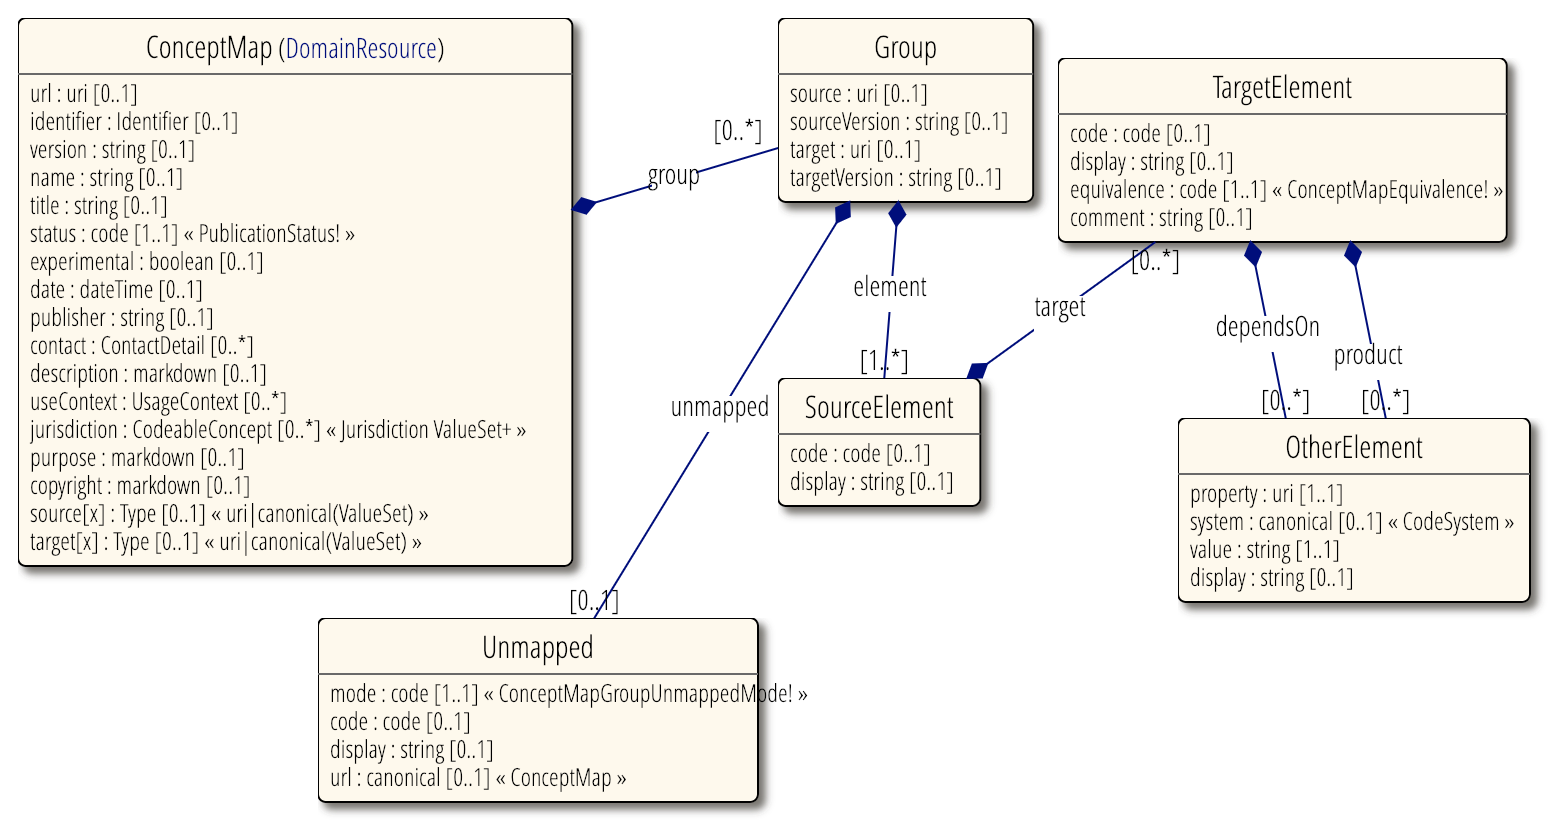 ConceptMap (DomainResource)
url : uri [0..1]
identifier : Identifier [0..1]
version : string [0..1]
name : string [0..1]
title : string [0..1]
status : code [1..1] « PublicationStatus! »
experimental : boolean [0..1]
date : dateTime [0..1]
publisher : string [0..1]
contact : ContactDetail [0..*]
description : markdown [0..1]
useContext : UsageContext [0..*]
jurisdiction : CodeableConcept [0..*] « Jurisdiction ValueSet+ »
purpose : markdown [0..1]
copyright : markdown [0..1]
source[x] : Type [0..1] « uri|canonical(ValueSet) »
target[x] : Type [0..1] « uri|canonical(ValueSet) »
[0..*]
group
Group
source : uri [0..1]
sourceVersion : string [0..1]
target : uri [0..1]
targetVersion : string [0..1]
TargetElement
code : code [0..1]
display : string [0..1]
equivalence : code [1..1] « ConceptMapEquivalence! »
comment : string [0..1]
[0..*]
element
target
dependsOn
product
[1..*]
unmapped
[0..*]
[0..*]
SourceElement
code : code [0..1]
display : string [0..1]
OtherElement
property : uri [1..1]
system : canonical [0..1] « CodeSystem »
value : string [1..1]
display : string [0..1]
[0..1]
Unmapped
mode : code [1..1] « ConceptMapGroupUnmappedMode! »
code : code [0..1]
display : string [0..1]
url : canonical [0..1] « ConceptMap »